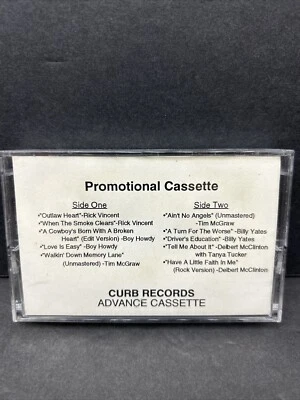 Promotional Cassette
Side One
✓"Outlaw Heart"-Rick Vincent
✓"When The Smoke Clears"-Rick Vincent
✓"A Cowboy's Born With A Broken
Heart" (Edit Version) -Boy Howdy
✓"Love Is Easy" -Boy Howdy
✓"Walkin' Down Memory Lane"
(Unmastered) -Tim McGraw
Side Two
✓"Ain't No Angels" (Unmastered)
-Tim McGraw
✓"A Turn For The Worse" -Billy Yates
✓"Driver's Education" -Billy Yates
✓"Tell Me About It" -Delbert McClinton
with Tanya Tucker
✓"Have A Little Faith In Me"
(Rock Version) -Delbert McClinton
CURB RECORDS
ADVANCE CASSETTE